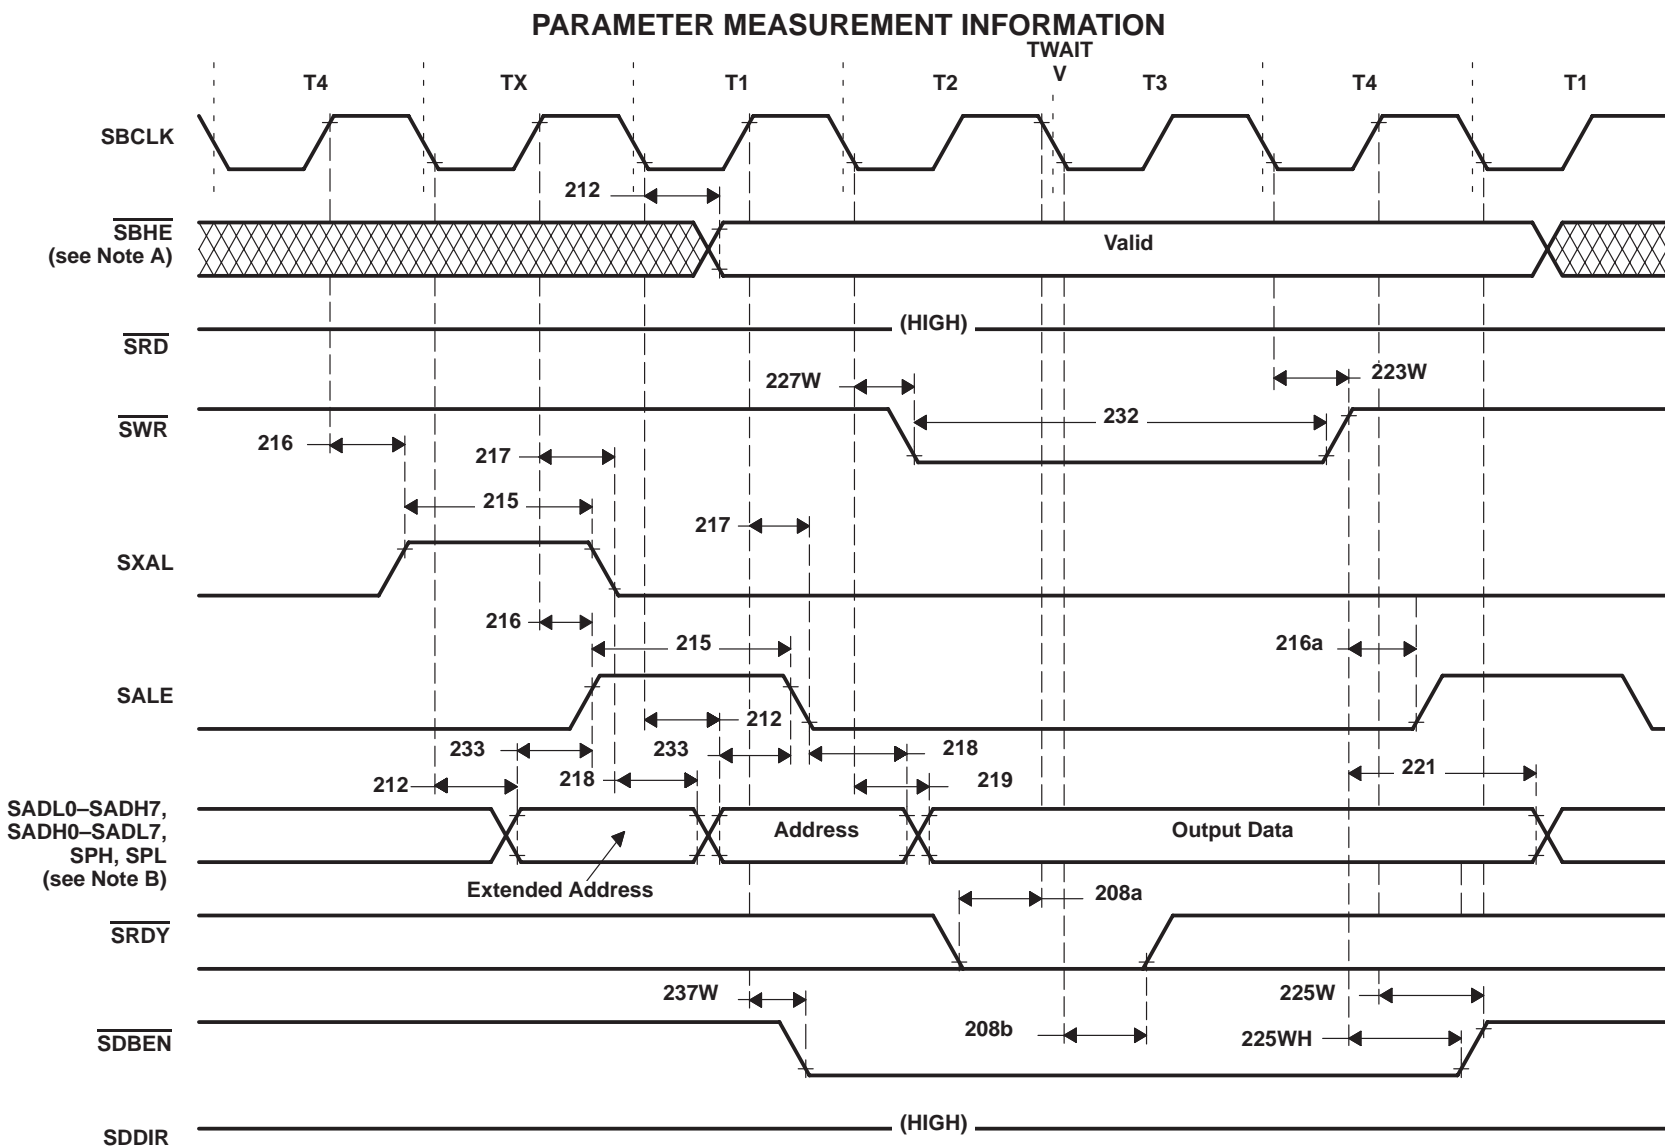 PARAMETER MEASUREMENT INFORMATION
TWAIT
V
T4 TX T1 T2 T3 T4 T1
SBCLK
212
SBHE
(see Note A)
Valid
(HIGH)
SRD
227W
223W
SWR
232
216
217
215
217
SXAL
216
215
216a
SALE
212
233
233
218
212
218
219
221
SADL0–SADH7,
SADH0–SADL7,
SPH, SPL
(see Note B)
Address
Output Data
Extended Address
208a
SRDY
237W
225W
208b
225WH
SDBEN
(HIGH)
SDDIR